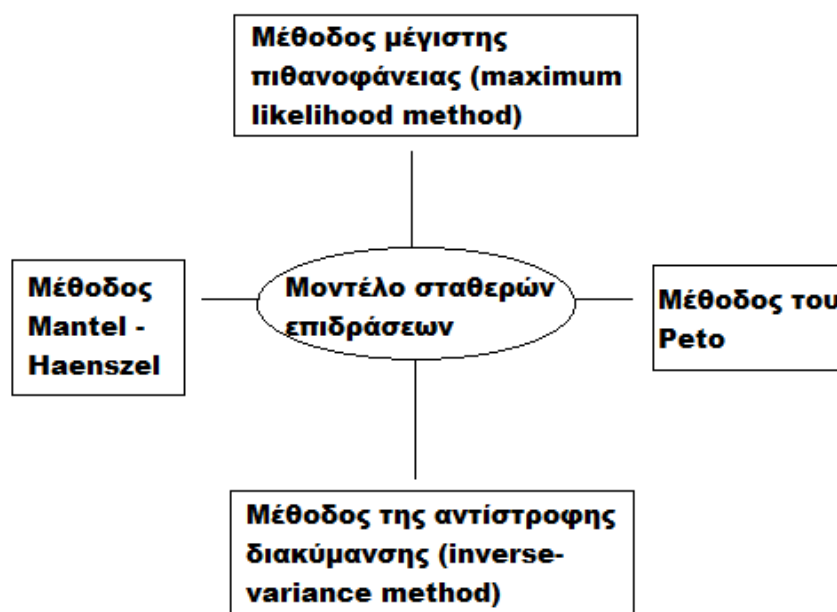 Μέθοδος μέγιστης
πιθανοφάνειας (maximum
likelihood method)
Μέθοδος
Mantel -
Haenszel
Μοντέλο σταθερών
επιδράσεων
Μέθοδος του
Peto
Μέθοδος της αντίστροφης
διακύμανσης (inverse-
variance method)